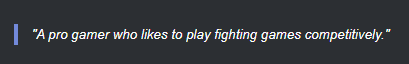 "A pro gamer who likes to play fighting games competitively."